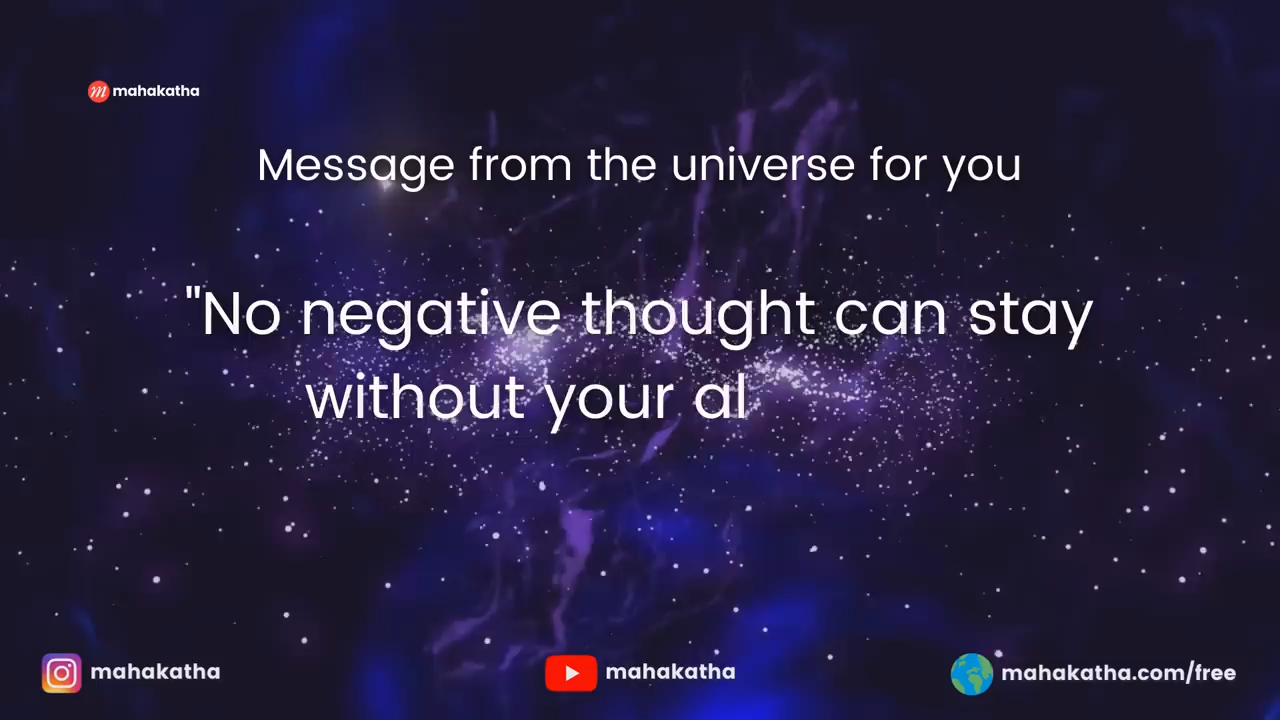 mahakatha
Message from the universe for you
"No negative thought can stay
without your al
mahakatha
mahakatha
mahakatha.com/free